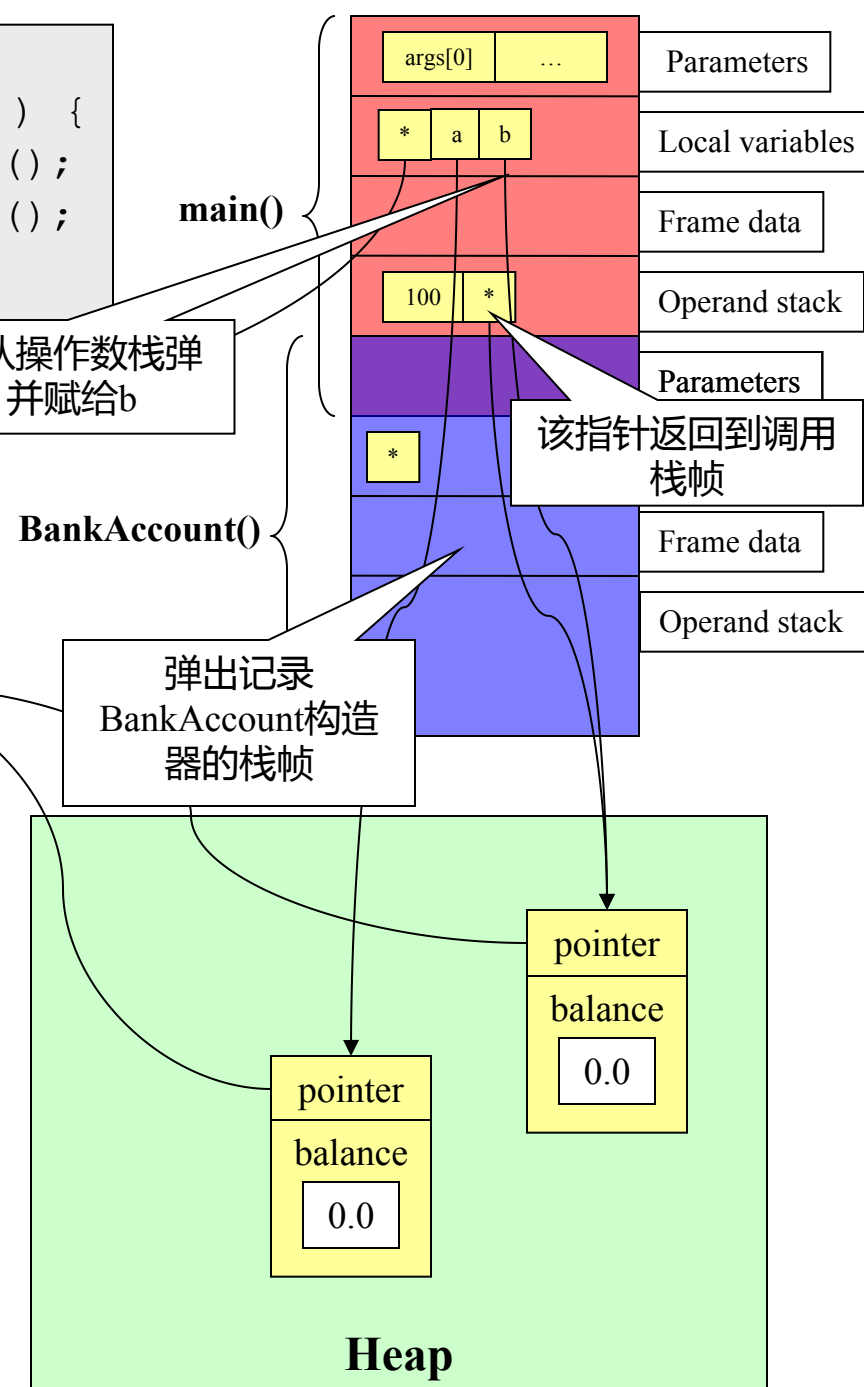 ) {
();
();
args[0] …
Parameters
* a b
Local variables
main()
Frame data
100 *
Operand stack
从操作数栈弹
并赋给b
Parameters
该指针返回到调用
栈帧
*
BankAccount()
Frame data
Operand stack
弹出记录
BankAccount构造
器的栈帧
pointer
balance
0.0
pointer
balance
0.0
Heap